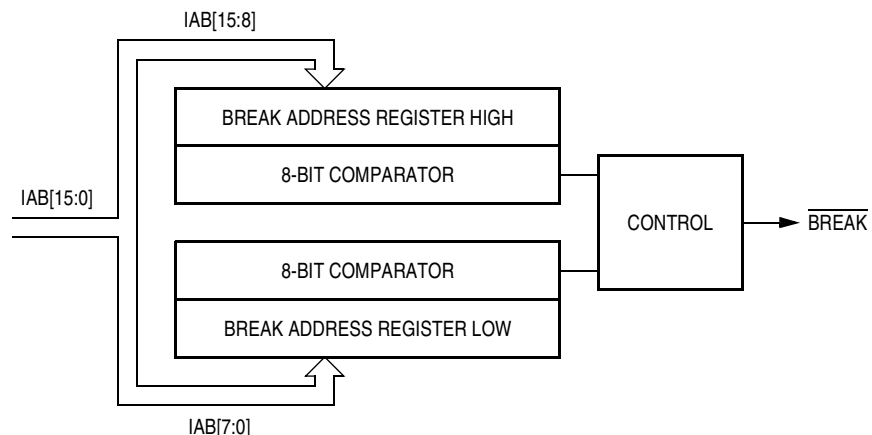 IAB[15:8]
BREAK ADDRESS REGISTER HIGH
8-BIT COMPARATOR
IAB[15:0]
CONTROL
BREAK
8-BIT COMPARATOR
BREAK ADDRESS REGISTER LOW
IAB[7:0]